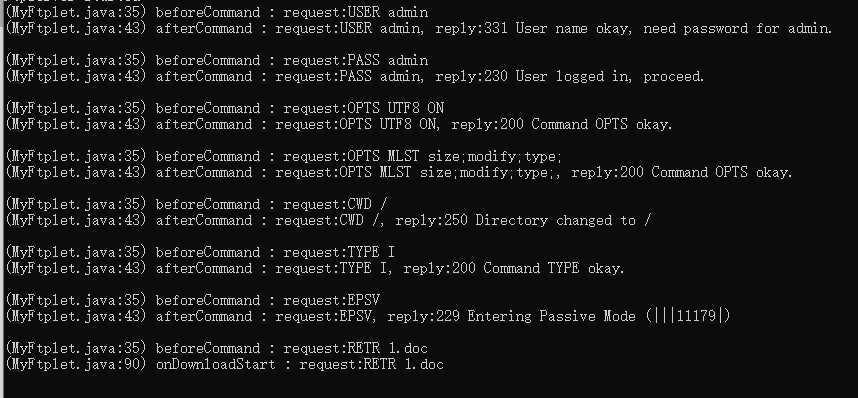 (MyFtplet.java:35) beforeCommand : request:USER admin
(MyFtplet.java:43) afterCommand : request:USER admin, reply:331 User name okay, need password for admin.
(MyFtplet.java:35) beforeCommand : request:PASS admin
(MyFtplet.java:43) afterCommand : request:PASS admin, reply:230 User logged in, proceed.
(MyFtplet.java:35) beforeCommand : request:OPTS UTF8 ON
(MyFtplet.java:43) afterCommand : request:OPTS UTF8 ON, reply:200 Command OPTS okay.
(MyFtplet.java:35) beforeCommand : request:OPTS MLST size;modify;type;
(MyFtplet.java:43) afterCommand : request:OPTS MLST size;modify;type;, reply:200 Command OPTS okay.
(MyFtplet.java:35) beforeCommand : request:CWD /
(MyFtplet.java:43) afterCommand : request:CWD /, reply:250 Directory changed to /
(MyFtplet.java:35) beforeCommand : request:TYPE I
(MyFtplet.java:43) afterCommand : request:TYPE I, reply:200 Command TYPE okay.
(MyFtplet.java:35) beforeCommand : request:EPSV
(MyFtplet.java:43) afterCommand : request:EPSV, reply:229 Entering Passive Mode (|||11179|)
(MyFtplet.java:35) beforeCommand : request:RETR 1.doc
(MyFtplet.java:90) onDownloadStart : request:RETR 1.doc